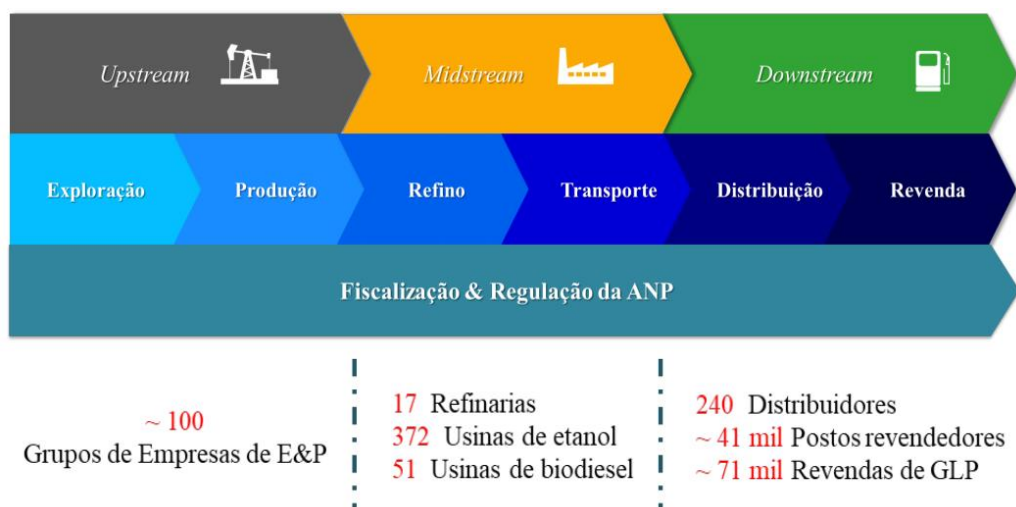 Upstream
Midstream
Downstream
Exploração
Produção
Refino
Transporte
Distribuição
Revenda
Fiscalização & Regulação da ANP
~ 100
Grupos de Empresas de E&P
17 Refinarias
372 Usinas de etanol
51 Usinas de biodiesel
240 Distribuidores
~ 41 mil Postos revendedores
~ 71 mil Revendas de GLP